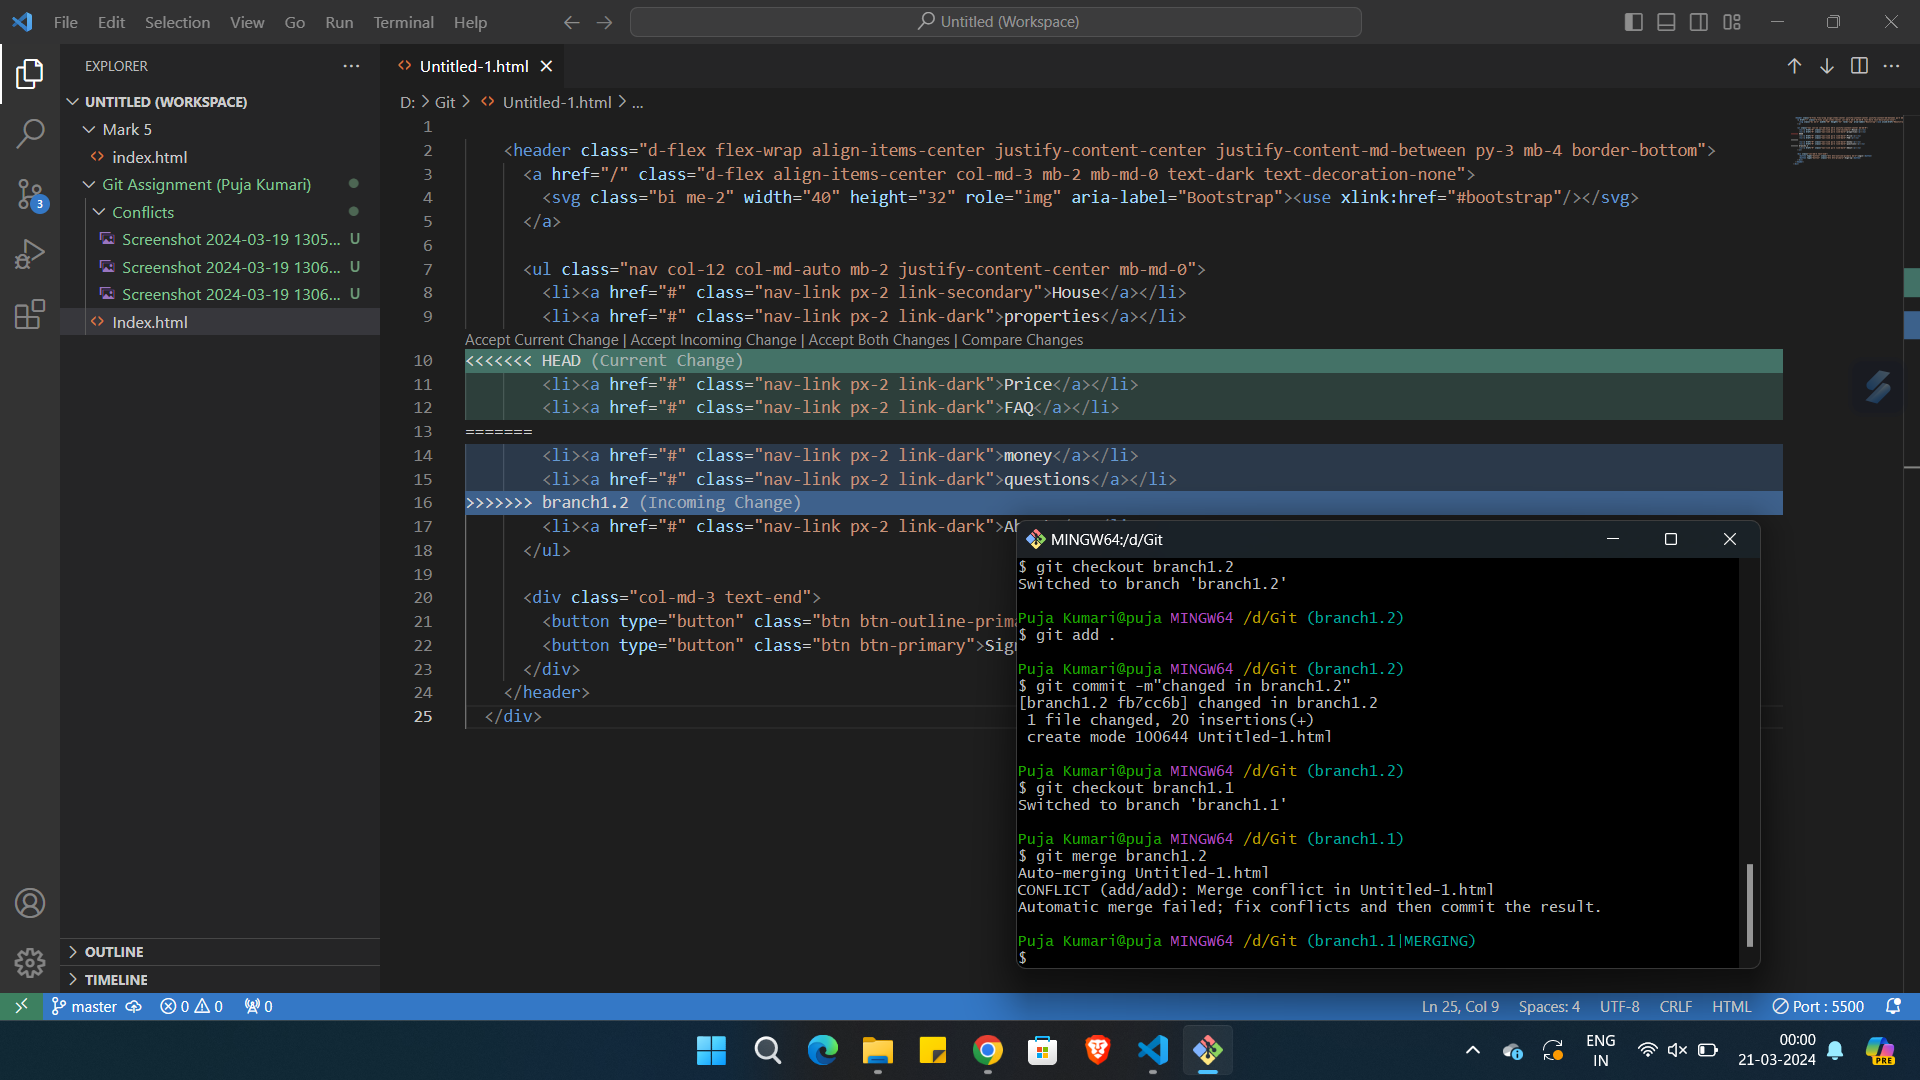 File Edit Selection View Go Run Terminal Help
Untitled (Workspace)
EXPLORER
UNTITLED (WORKSPACE)
Mark 5
index.html
Git Assignment (Puja Kumari)
Conflicts
Screenshot 2024-03-19 1305... U
Screenshot 2024-03-19 1306... U
Screenshot 2024-03-19 1306... U
Index.html
3
OUTLINE
TIMELINE
Untitled-1.html
D: > Git > Untitled-1.html > ...
1
2 <header class="d-flex flex-wrap align-items-center justify-content-center justify-content-md-between py-3 mb-4 border-bottom">
3 <a href="/" class="d-flex align-items-center col-md-3 mb-2 mb-md-0 text-dark text-decoration-none">
4 <svg class="bi me-2" width="40" height="32" role="img" aria-label="Bootstrap"><use xlink:href="#bootstrap"/></svg>
5 </a>
6
7 <ul class="nav col-12 col-md-auto mb-2 justify-content-center mb-md-0">
8 <li><a href="#" class="nav-link px-2 link-secondary">House</a></li>
9 <li><a href="#" class="nav-link px-2 link-dark">properties</a></li>
Accept Current Change | Accept Incoming Change | Accept Both Changes | Compare Changes
10 <<<<<<< HEAD (Current Change)
11 <li><a href="#" class="nav-link px-2 link-dark">Price</a></li>
12 <li><a href="#" class="nav-link px-2 link-dark">FAQ</a></li>
13 =======
14 <li><a href="#" class="nav-link px-2 link-dark">money</a></li>
15 <li><a href="#" class="nav-link px-2 link-dark">questions</a></li>
16 >>>>>>> branch1.2 (Incoming Change)
17 <li><a href="#" class="nav-link px-2 link-dark">
18 </ul>
19
20 <div class="col-md-3 text-end">
21 <button type="button" class="btn btn-outline-prima
22 <button type="button" class="btn btn-primary">Sig
23 </div>
24 </header>
25 </div>
MINGW64:/d/Git
$ git checkout branch1.2
Switched to branch 'branch1.2'
Puja Kumari@puja MINGW64 /d/Git (branch1.2)
$ git add .
Puja Kumari@puja MINGW64 /d/Git (branch1.2)
$ git commit -m"changed in branch1.2"
[branch1.2 fb7cc6b] changed in branch1.2
1 file changed, 20 insertions(+)
create mode 100644 Untitled-1.html
Puja Kumari@puja MINGW64 /d/Git (branch1.2)
$ git checkout branch1.1
Switched to branch 'branch1.1'
Puja Kumari@puja MINGW64 /d/Git (branch1.1)
$ git merge branch1.2
Auto-merging Untitled-1.html
CONFLICT (add/add): Merge conflict in Untitled-1.html
Automatic merge failed; fix conflicts and then commit the result.
Puja Kumari@puja MINGW64 /d/Git (branch1.1|MERGING)
$
master 0 0 0
Ln 25, Col 9 Spaces: 4 UTF-8 CRLF HTML Port : 5500
ENG
IN
00:00
21-03-2024
PRE